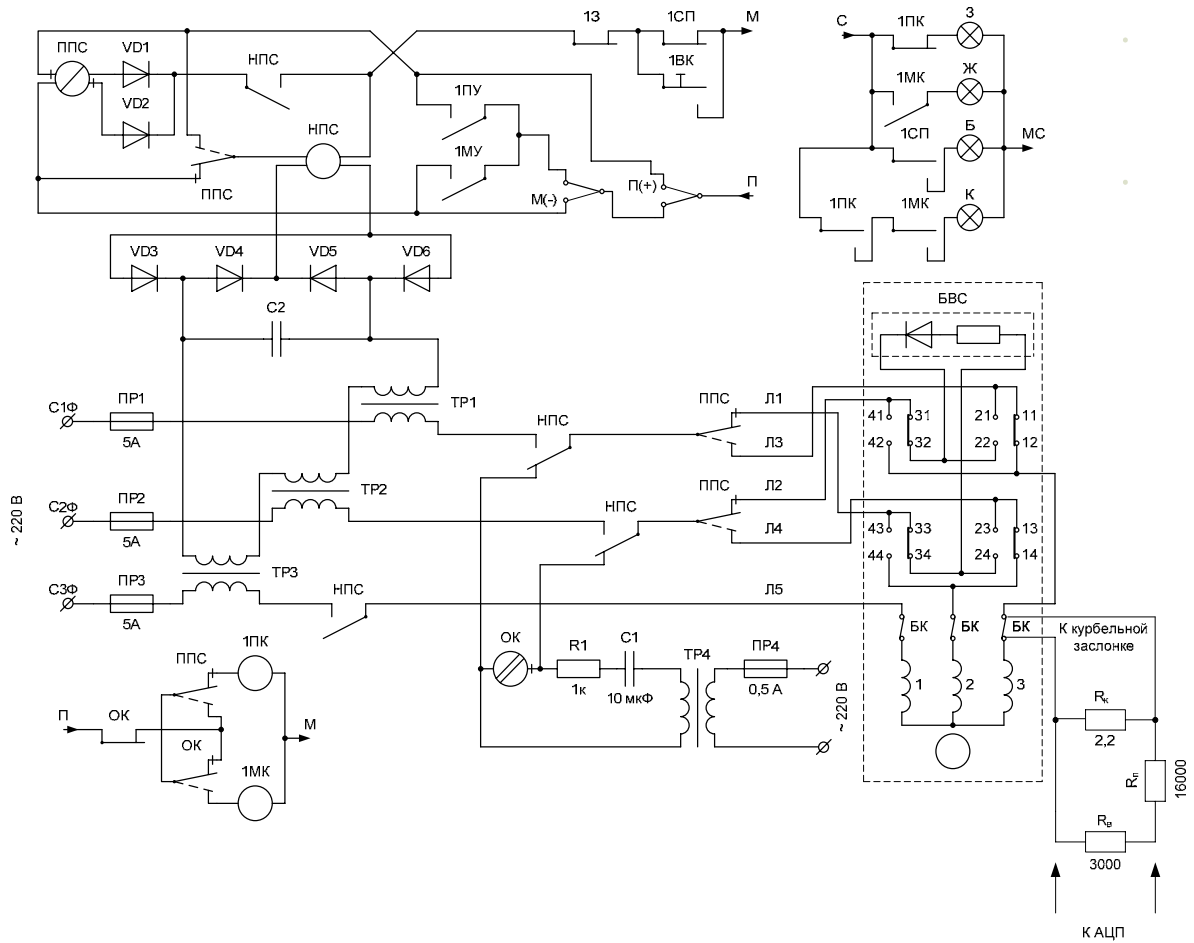 ППС
VD1
VD2
НПС
НПС
ППС
1З
1СП
М
1ВК
1ПУ
1МУ
М(-)
П(+)
П
С
1ПК
З
1МК
Ж
1СП
Б
МС
1ПК
1МК
К
VD3
VD4
VD5
VD6
С2
БВС
С1Ф
ПР1
5А
ТР1
НПС
ППС
Л1
Л3
41
31
21
11
42
32
22
12
~ 220 В
С2Ф
ПР2
5А
ТР2
НПС
ППС
Л2
Л4
43
33
23
13
44
34
24
14
С3Ф
ПР3
5А
ТР3
НПС
Л5
БК
БК
БК
К курбельной
заслонке
1
2
3
ППС
1ПК
П
ОК
ОК
М
1МК
ОК
R1
1к
С1
10 мкФ
ТР4
ПР4
0,5 А
~ 220 В
Rк
2,2
Rп
16000
Rв
3000
К АЦП